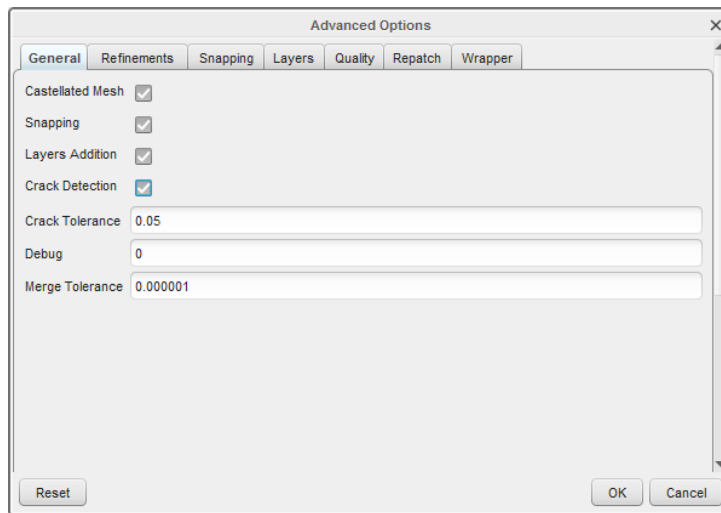 Advanced Options
General Refinements Snapping Layers Quality Repatch Wrapper
Castellated Mesh
Snapping
Layers Addition
Crack Detection
Crack Tolerance 0.05
Debug 0
Merge Tolerance 0.000001
Reset OK Cancel